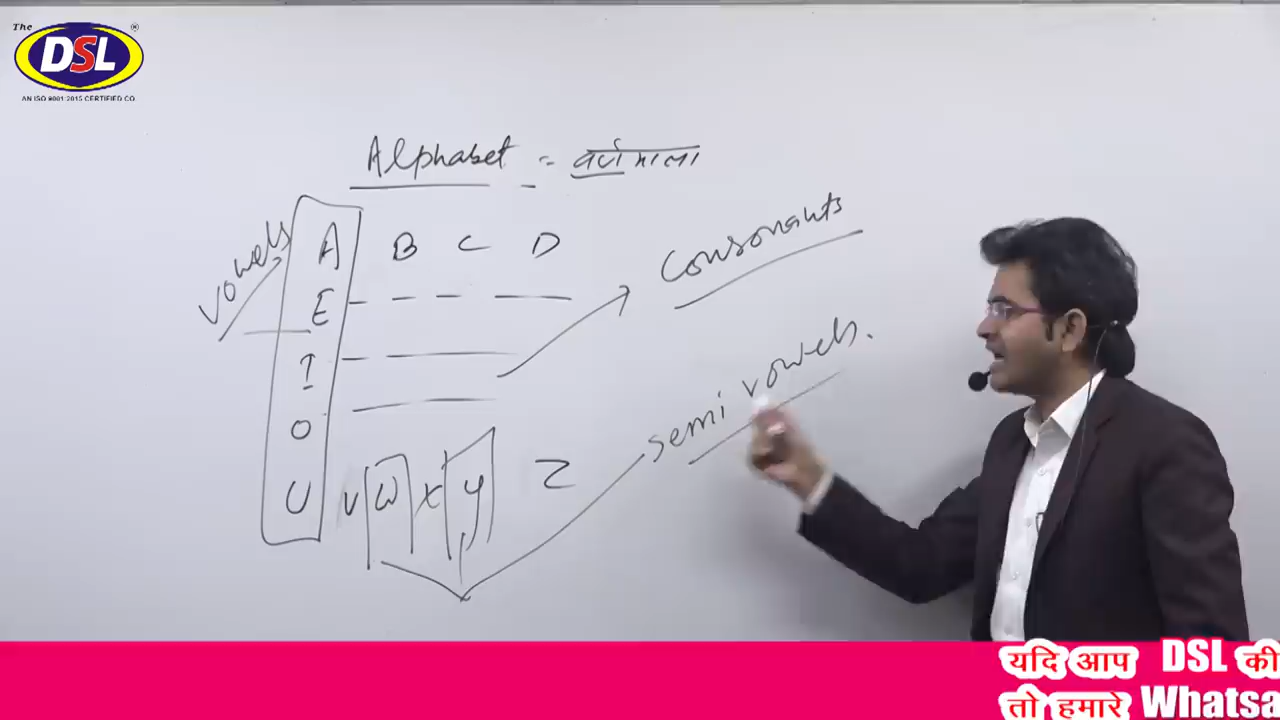 The
DSL
®
AN ISO 9001:2015 CERTIFIED CO
Alphabet = वर्णमाला
vowels
A B C D
E
I
O
U v w x y z
Consonants
semi vowels.
यदि आप DSL की
तो हमारे Whatsa